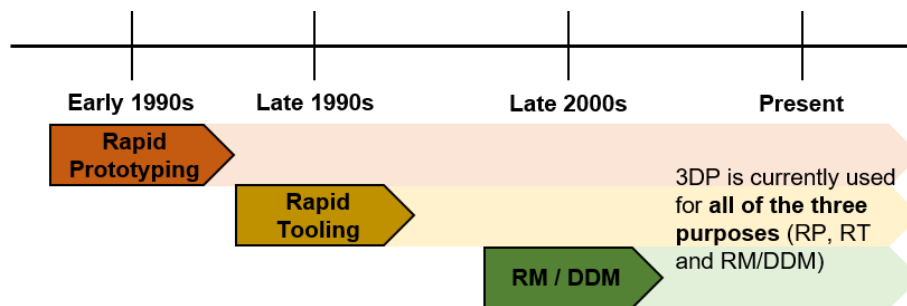 Early 1990s
Late 1990s
Late 2000s
Present
Rapid
Prototyping
Rapid
Tooling
3DP is currently used
for all of the three
purposes (RP, RT
and RM/DDM)
RM / DDM